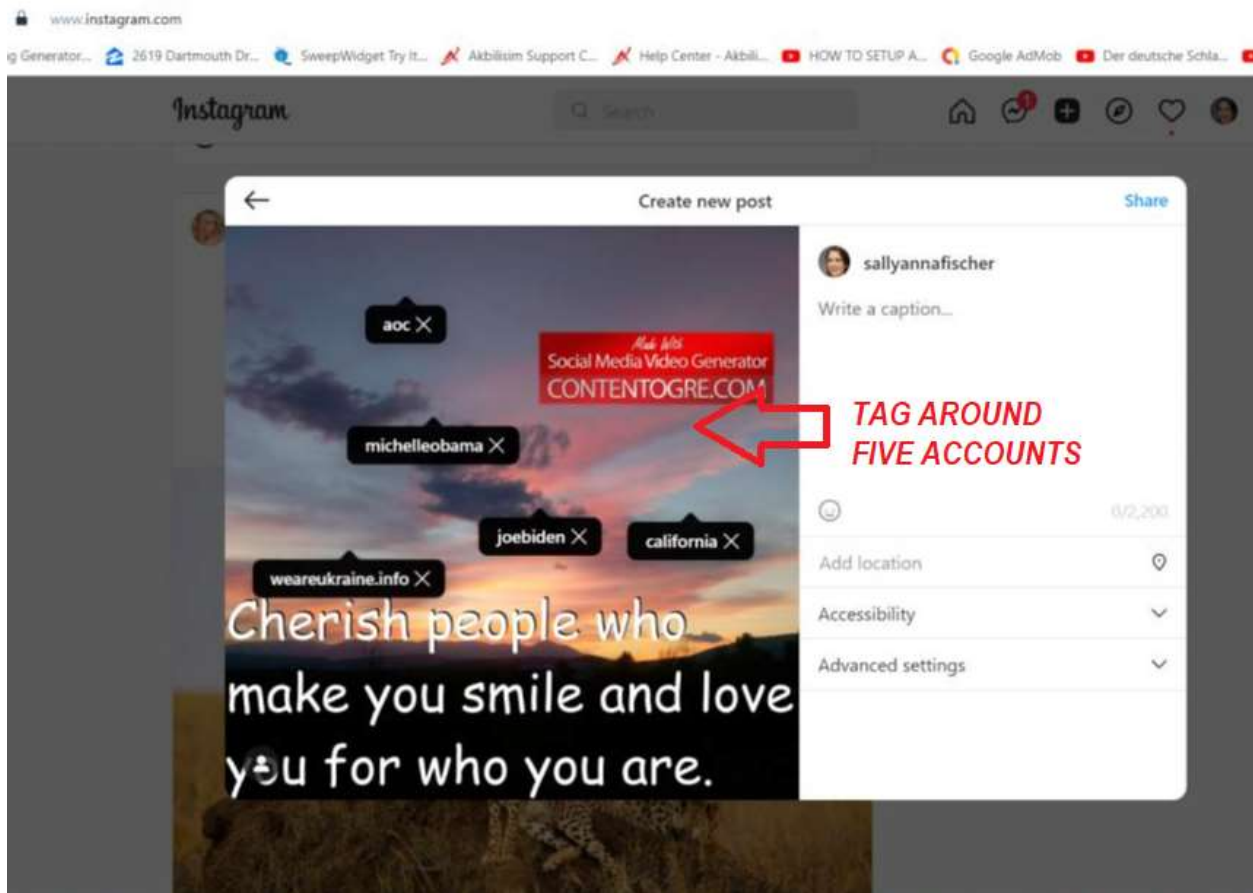 www.instagram.com
g Generator... 2619 Dartmouth Dr... SweepWidget Try It... Akbilisim Support C... Help Center - Akbili... HOW TO SETUP A... Google AdMob Der deutsche Schla...
Instagram Search 1
Create new post Share
sallyannafischer
Write a caption...
aoc
Made With
Social Media Video Generator
CONTENTOGRE.COM
TAG AROUND
FIVE ACCOUNTS
michelleobama
0/2,200
joebiden california
Add location
weareukraine.info
Accessibility
Cherish people who
Advanced settings
make you smile and love
you for who you are.